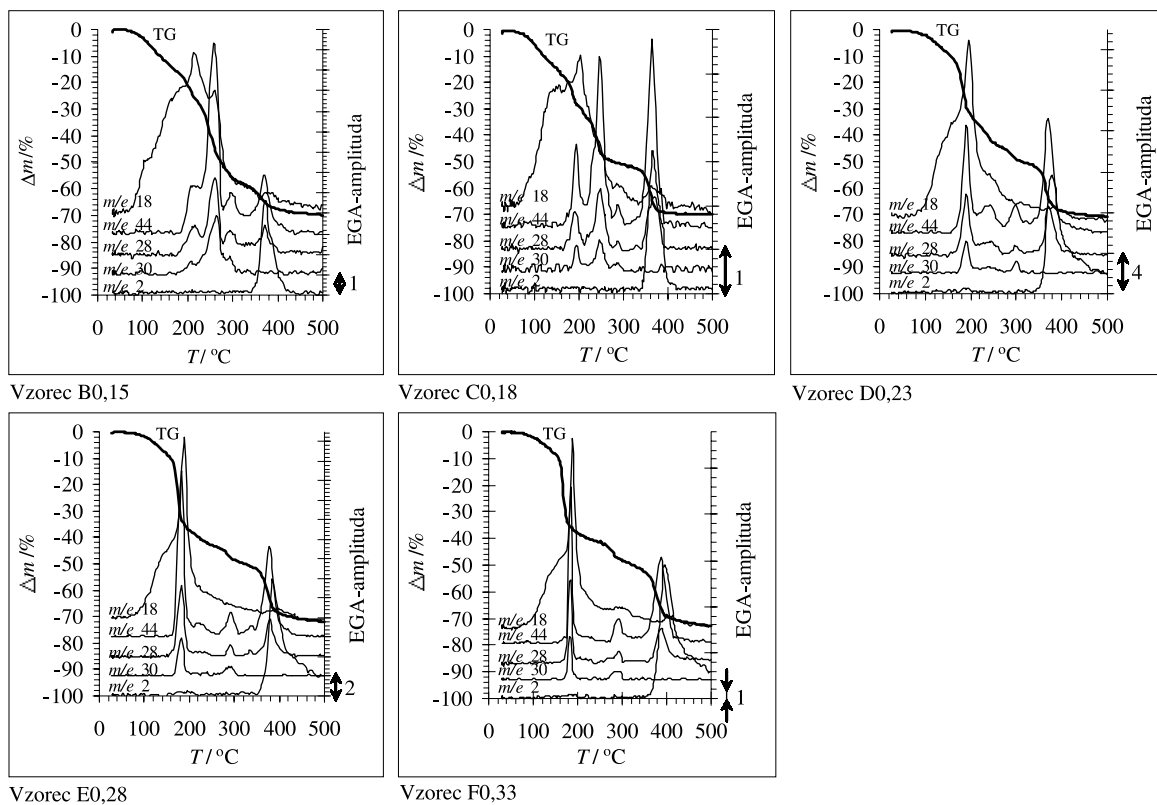 TG
Δm /%
0
-10
-20
-30
-40
-50
-60
-70
-80
-90
-100
m/e 18
m/e 44
m/e 28
m/e 30
m/e 2
0 100 200 300 400 500
T / °C
EGA-amplituda
1
Vzorec B0,15
TG
Δm /%
0
-10
-20
-30
-40
-50
-60
-70
-80
-90
-100
m/e 18
m/e 44
m/e 28
m/e 30
m/e 2
0 100 200 300 400 500
T / °C
EGA-amplituda
1
Vzorec C0,18
TG
Δm /%
0
-10
-20
-30
-40
-50
-60
-70
-80
-90
-100
m/e 18
m/e 44
m/e 28
m/e 30
m/e 2
0 100 200 300 400 500
T / °C
EGA-amplituda
4
Vzorec D0,23
TG
Δm /%
0
-10
-20
-30
-40
-50
-60
-70
-80
-90
-100
m/e 18
m/e 44
m/e 28
m/e 30
m/e 2
0 100 200 300 400 500
T / °C
EGA-amplituda
2
Vzorec E0,28
TG
Δm /%
0
-10
-20
-30
-40
-50
-60
-70
-80
-90
-100
m/e 18
m/e 44
m/e 28
m/e 30
m/e 2
0 100 200 300 400 500
T / °C
EGA-amplituda
1
Vzorec F0,33